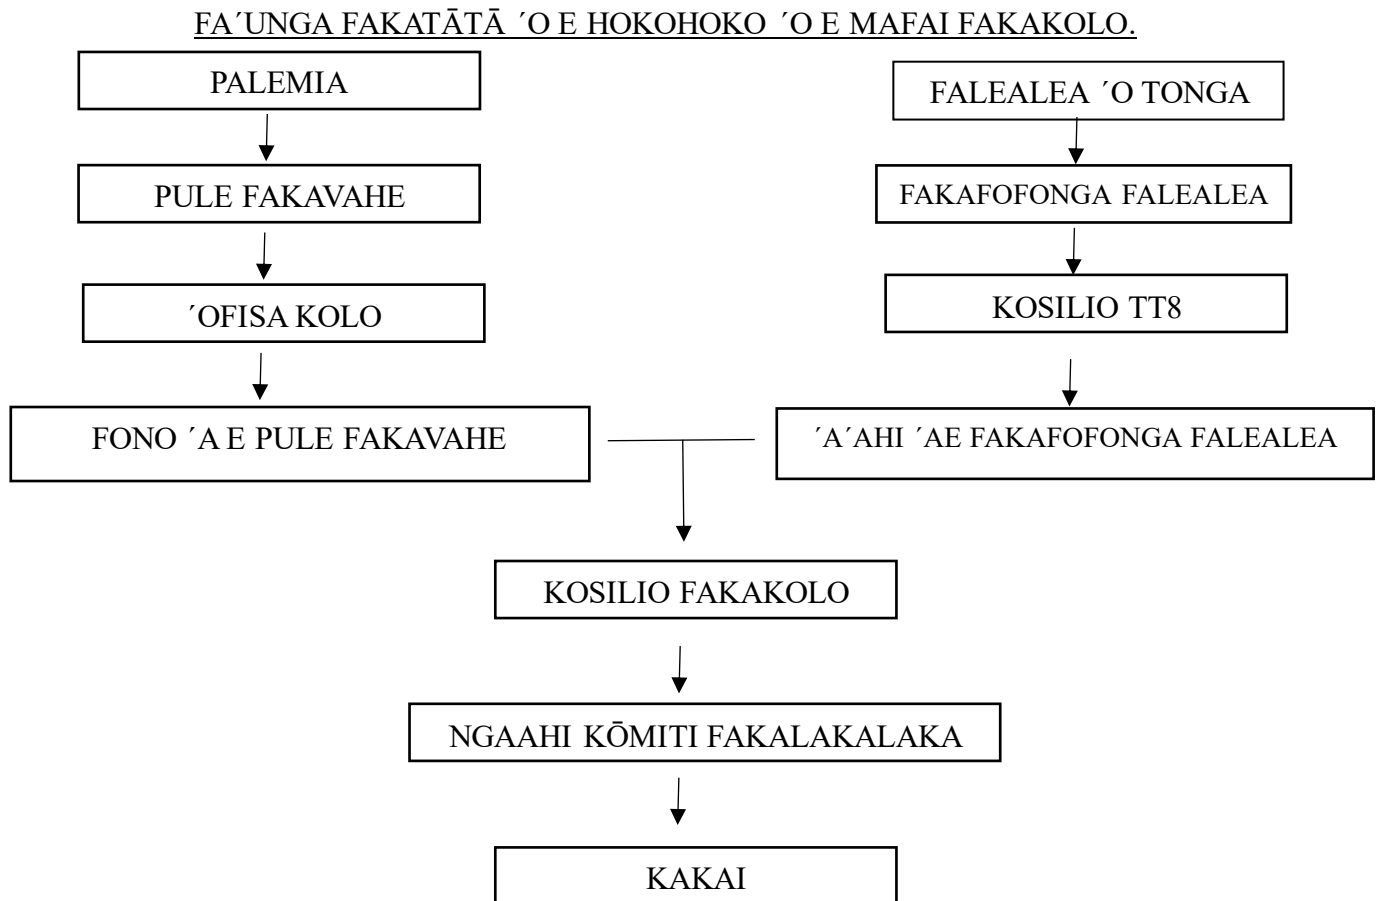 FA´UNGA FAKATĀTĀ ´O E HOKOHOKO ´O E MAFAI FAKAKOLO.
PALEMIA
FALEALEA ´O TONGA
PULE FAKAVAHE
FAKAFOFONGA FALEALEA
´OFISA KOLO
KOSILIO TT8
FONO ´A E PULE FAKAVAHE
´A´AHI ´AE FAKAFOFONGA FALEALEA
KOSILIO FAKAKOLO
NGAAHI KŌMITI FAKALAKALAKA
KAKAI